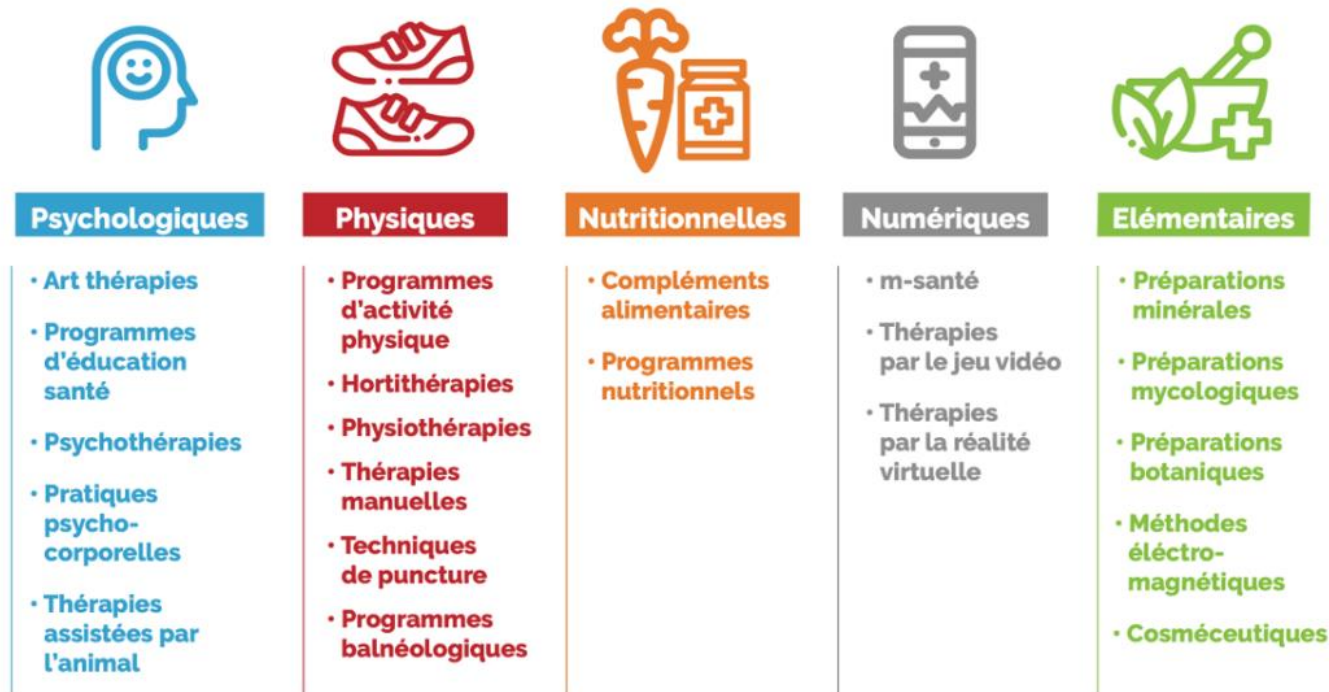 Psychologiques
· Art thérapies
· Programmes
d'éducation
santé
· Psychothérapies
· Pratiques
psycho-
corporelles
· Thérapies
assistées par
l'animal
Physiques
· Programmes
d'activité
physique
· Hortithérapies
· Physiothérapies
· Thérapies
manuelles
· Techniques
de puncture
· Programmes
balnéologiques
Nutritionnelles
· Compléments
alimentaires
· Programmes
nutritionnels
Numériques
· m-santé
· Thérapies
par le jeu vidéo
· Thérapies
par la réalité
virtuelle
Elémentaires
· Préparations
minérales
· Préparations
mycologiques
· Préparations
botaniques
· Méthodes
éléctro-
magnétiques
· Cosméceutiques